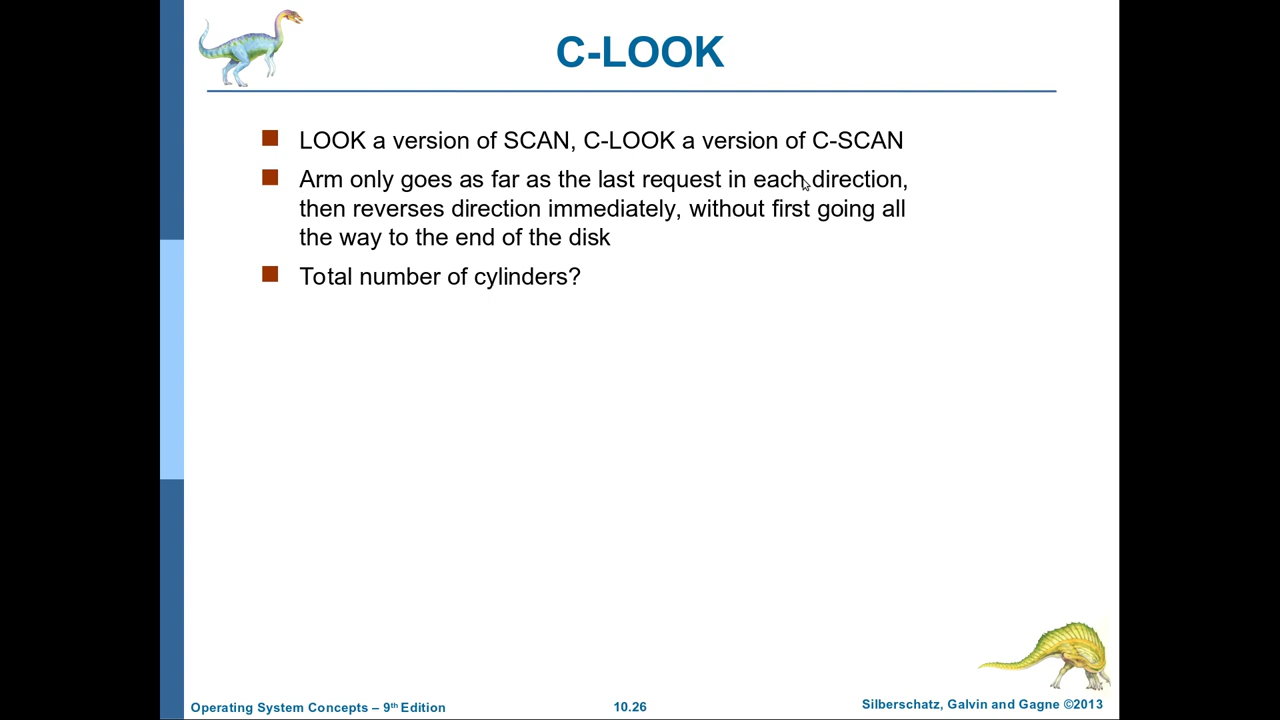 C-LOOK
LOOK a version of SCAN, C-LOOK a version of C-SCAN
Arm only goes as far as the last request in each direction,
then reverses direction immediately, without first going all
the way to the end of the disk
Total number of cylinders?
Operating System Concepts – 9th Edition
10.26
Silberschatz, Galvin and Gagne ©2013